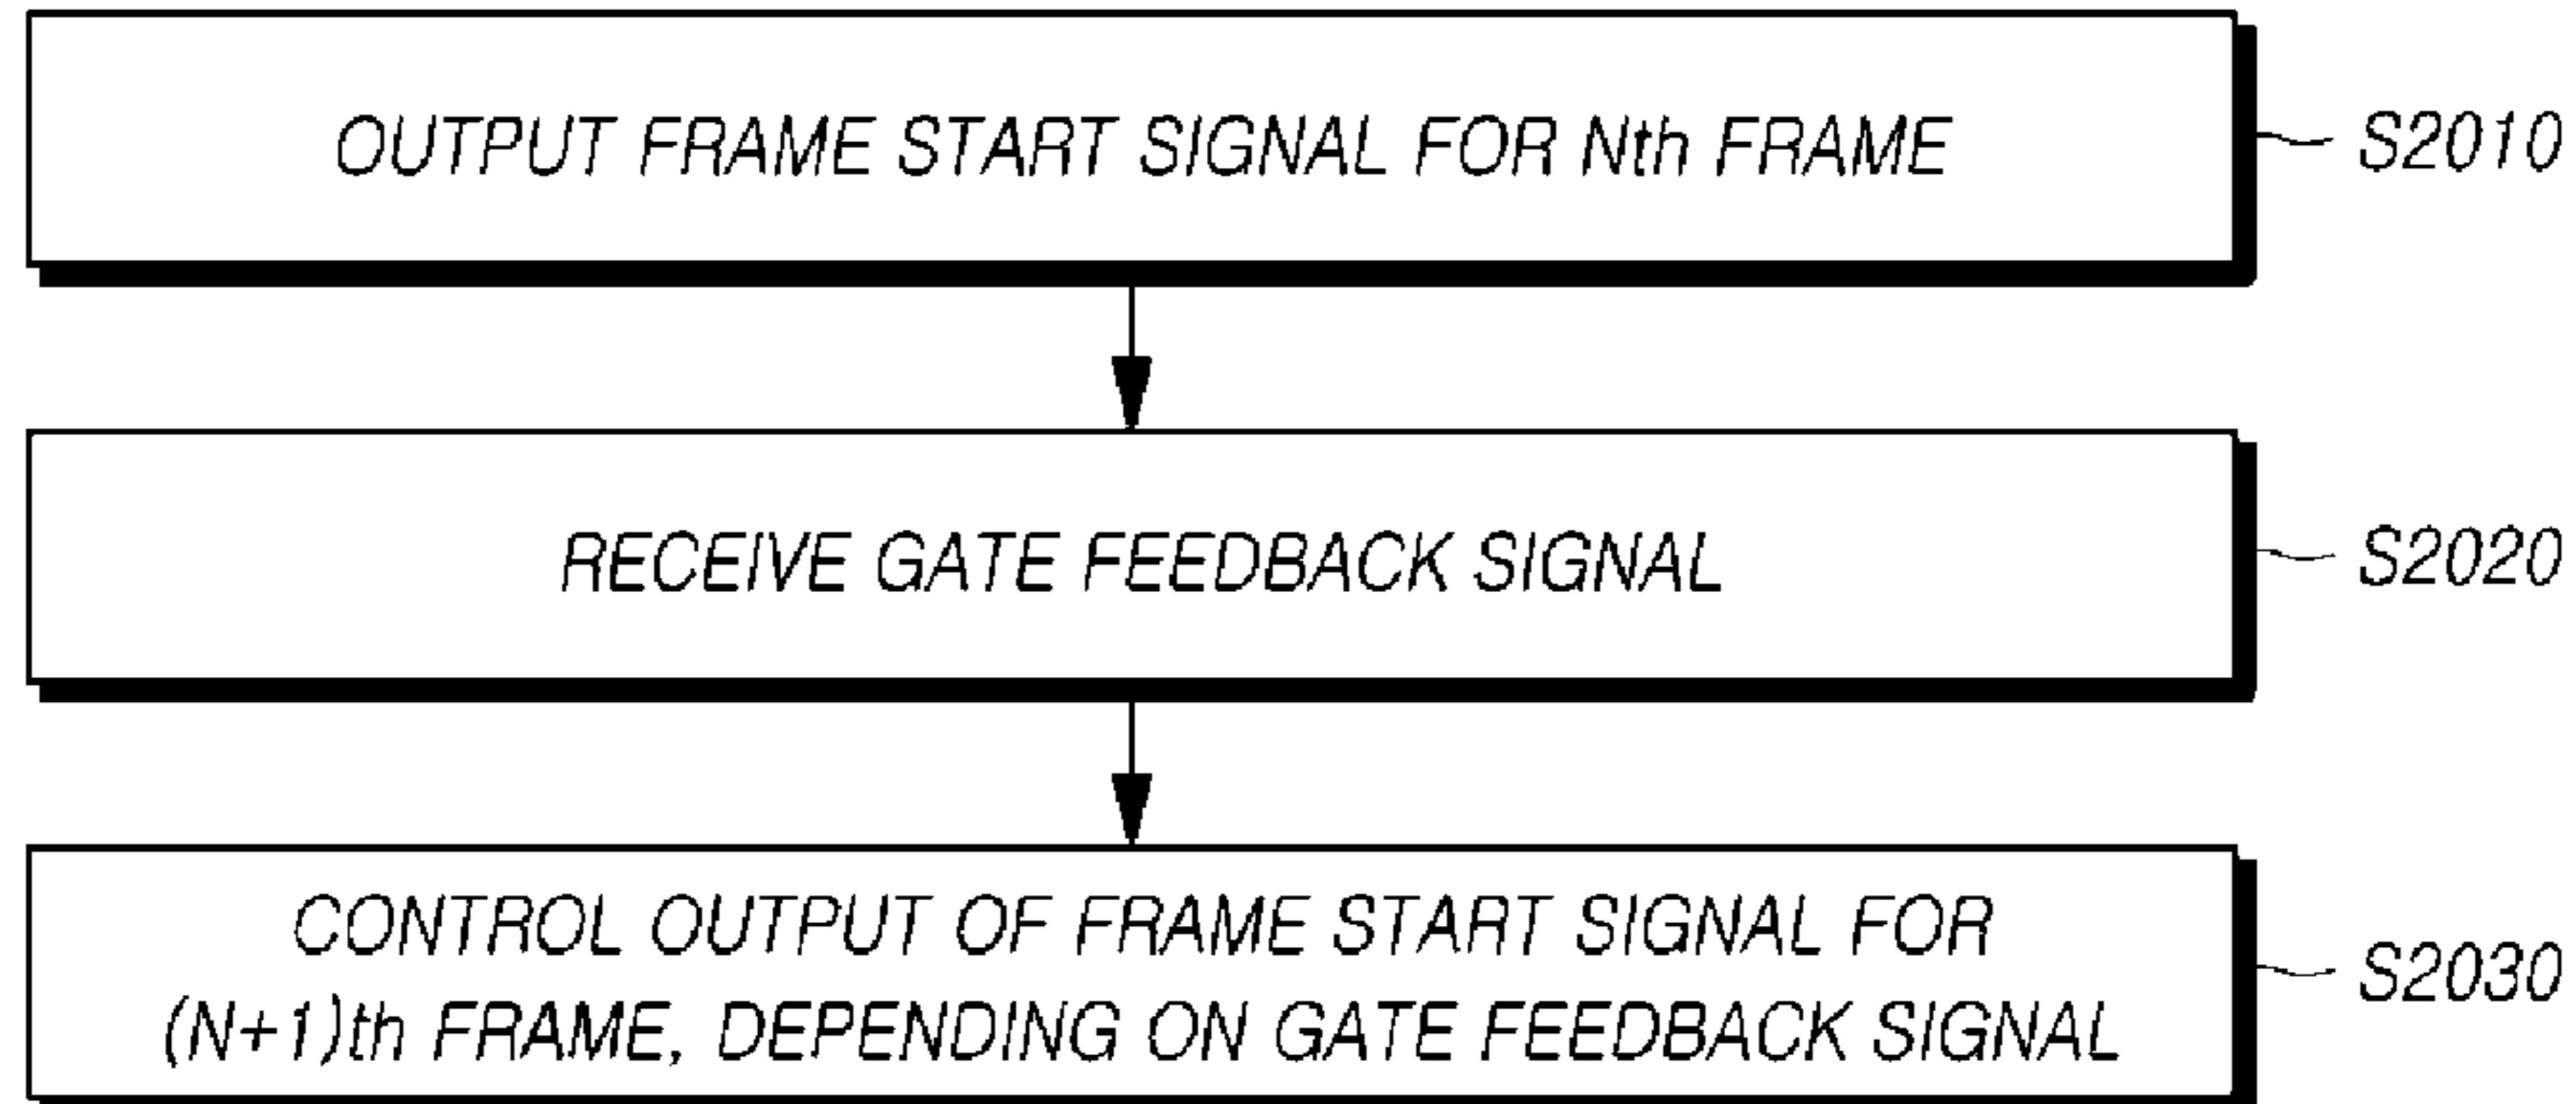 OUTPUT FRAME START SIGNAL FOR Nth FRAME
S2010
RECEIVE GATE FEEDBACK SIGNAL
S2020
CONTROL OUTPUT OF FRAME START SIGNAL FOR
(N+1)th FRAME, DEPENDING ON GATE FEEDBACK SIGNAL
S2030